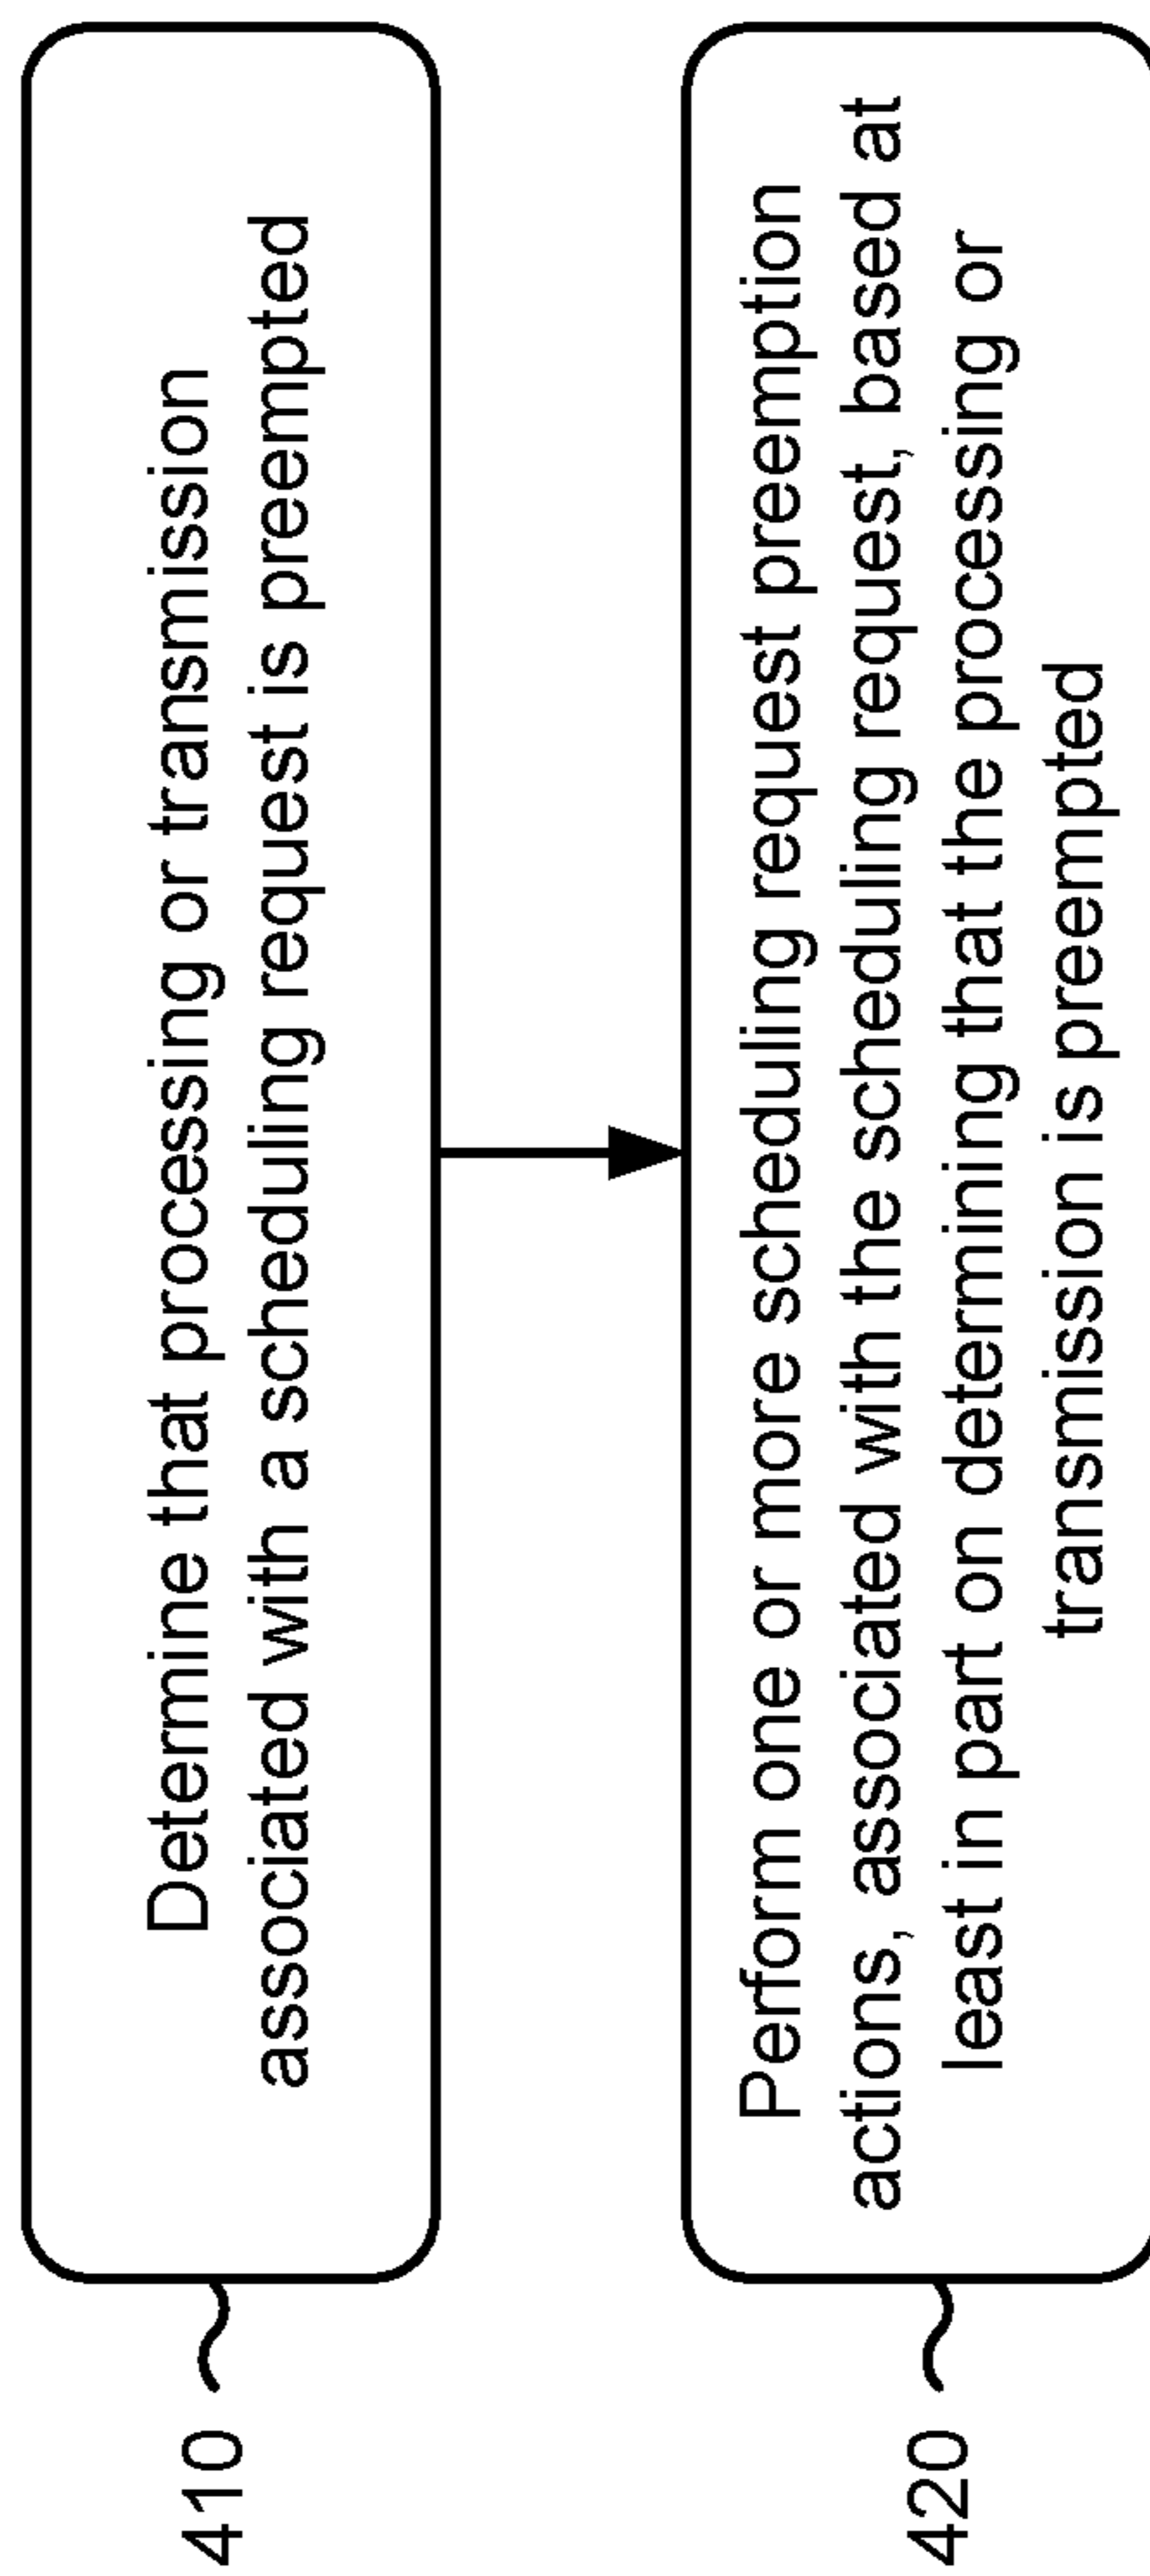 410
Determine that processing or transmission
associated with a scheduling request is preempted
420
Perform one or more scheduling request preemption
actions, associated with the scheduling request, based at
least in part on determining that the processing or
transmission is preempted